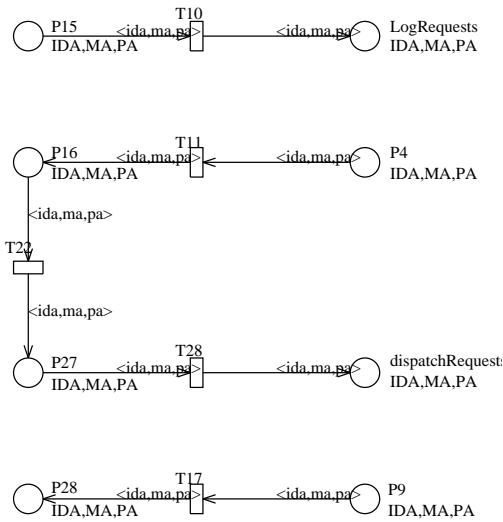 T10
P15 <ida,ma,pa> <ida,ma,pa> LogRequests
IDA,MA,PA IDA,MA,PA
T11
P16 <ida,ma,pa> <ida,ma,pa> P4
IDA,MA,PA IDA,MA,PA
<ida,ma,pa>
T22
<ida,ma,pa>
T28
P27 <ida,ma,pa> <ida,ma,pa> dispatchRequests
IDA,MA,PA IDA,MA,PA
T17
P28 <ida,ma,pa> <ida,ma,pa> P9
IDA,MA,PA IDA,MA,PA